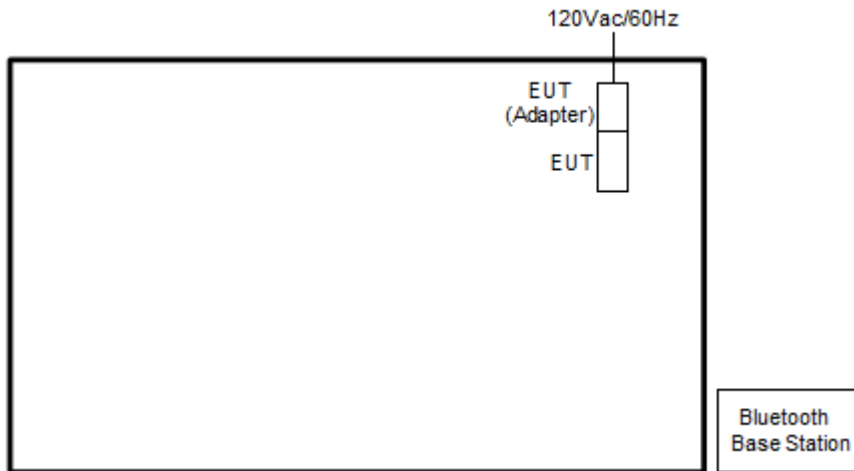 120Vac/60Hz
EUT
(Adapter)
EUT
Bluetooth
Base Station